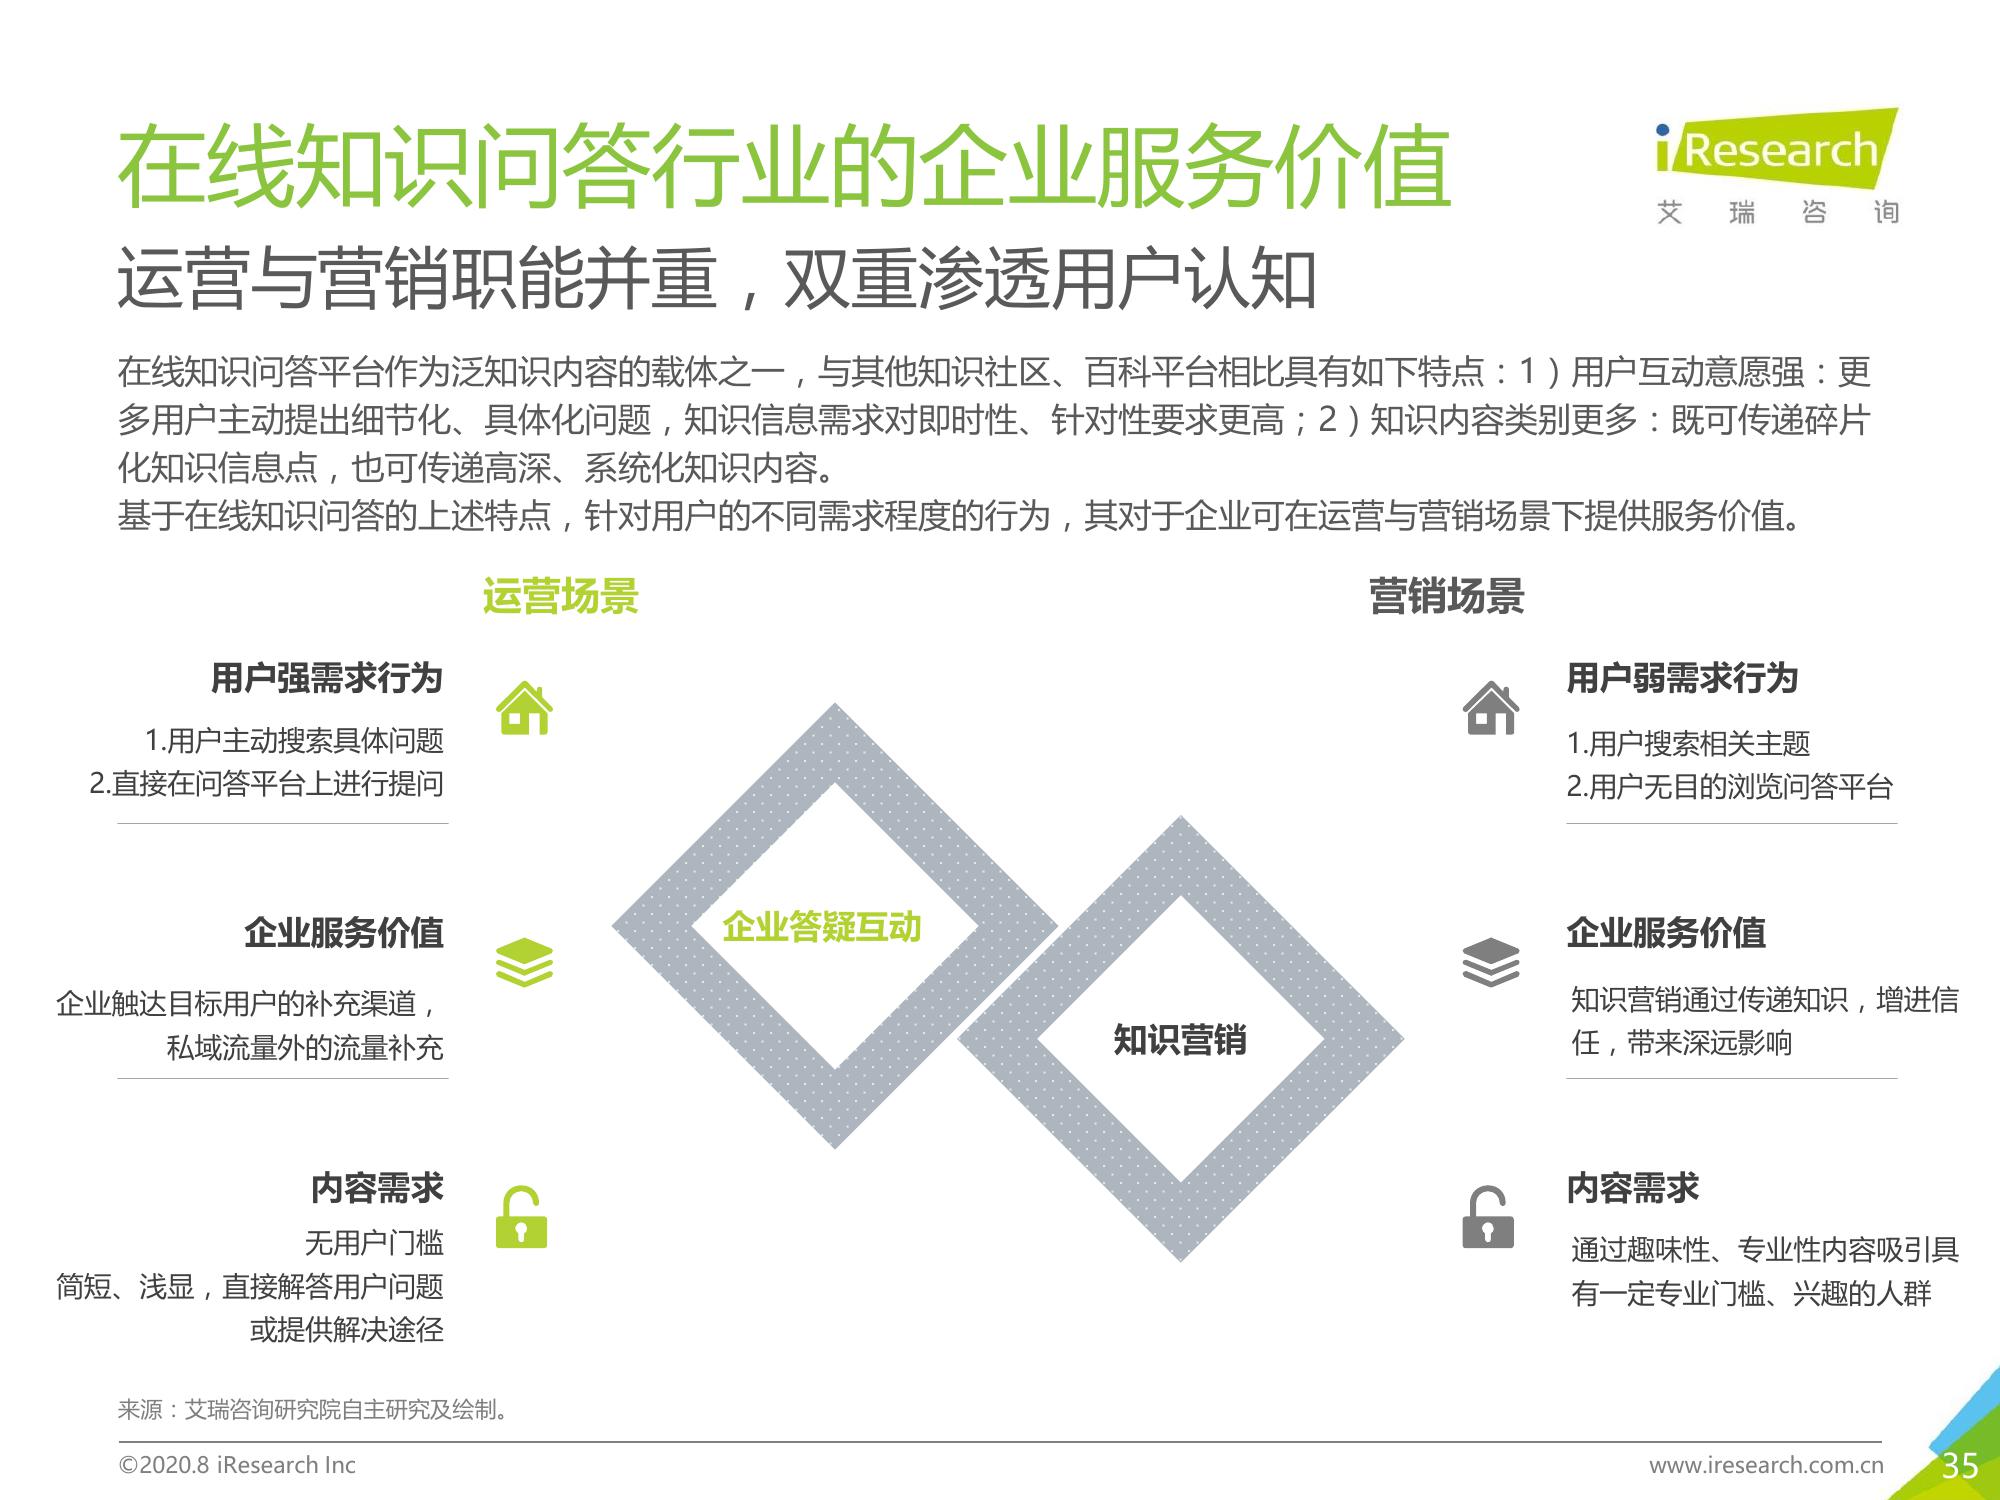 在线知识问答行业的企业服务价值
iResearch
艾瑞咨询
运营与营销职能并重，双重渗透用户认知
在线知识问答平台作为泛知识内容的载体之一，与其他知识社区、百科平台相比具有如下特点：1）用户互动意愿强：更
多用户主动提出细节化、具体化问题，知识信息需求对即时性、针对性要求更高；2）知识内容类别更多：既可传递碎片
化知识信息点，也可传递高深、系统化知识内容。
基于在线知识问答的上述特点，针对用户的不同需求程度的行为，其对于企业可在运营与营销场景下提供服务价值。
运营场景
用户强需求行为
1.用户主动搜索具体问题
2.直接在问答平台上进行提问
企业服务价值
企业触达目标用户的补充渠道，
私域流量外的流量补充
内容需求
无用户门槛
简短、浅显，直接解答用户问题
或提供解决途径
企业答疑互动
知识营销
营销场景
用户弱需求行为
1.用户搜索相关主题
2.用户无目的浏览问答平台
企业服务价值
知识营销通过传递知识，增进信
任，带来深远影响
内容需求
通过趣味性、专业性内容吸引具
有一定专业门槛、兴趣的人群
来源：艾瑞咨询研究院自主研究及绘制。
©2020.8 iResearch Inc
www.iresearch.com.cn
35